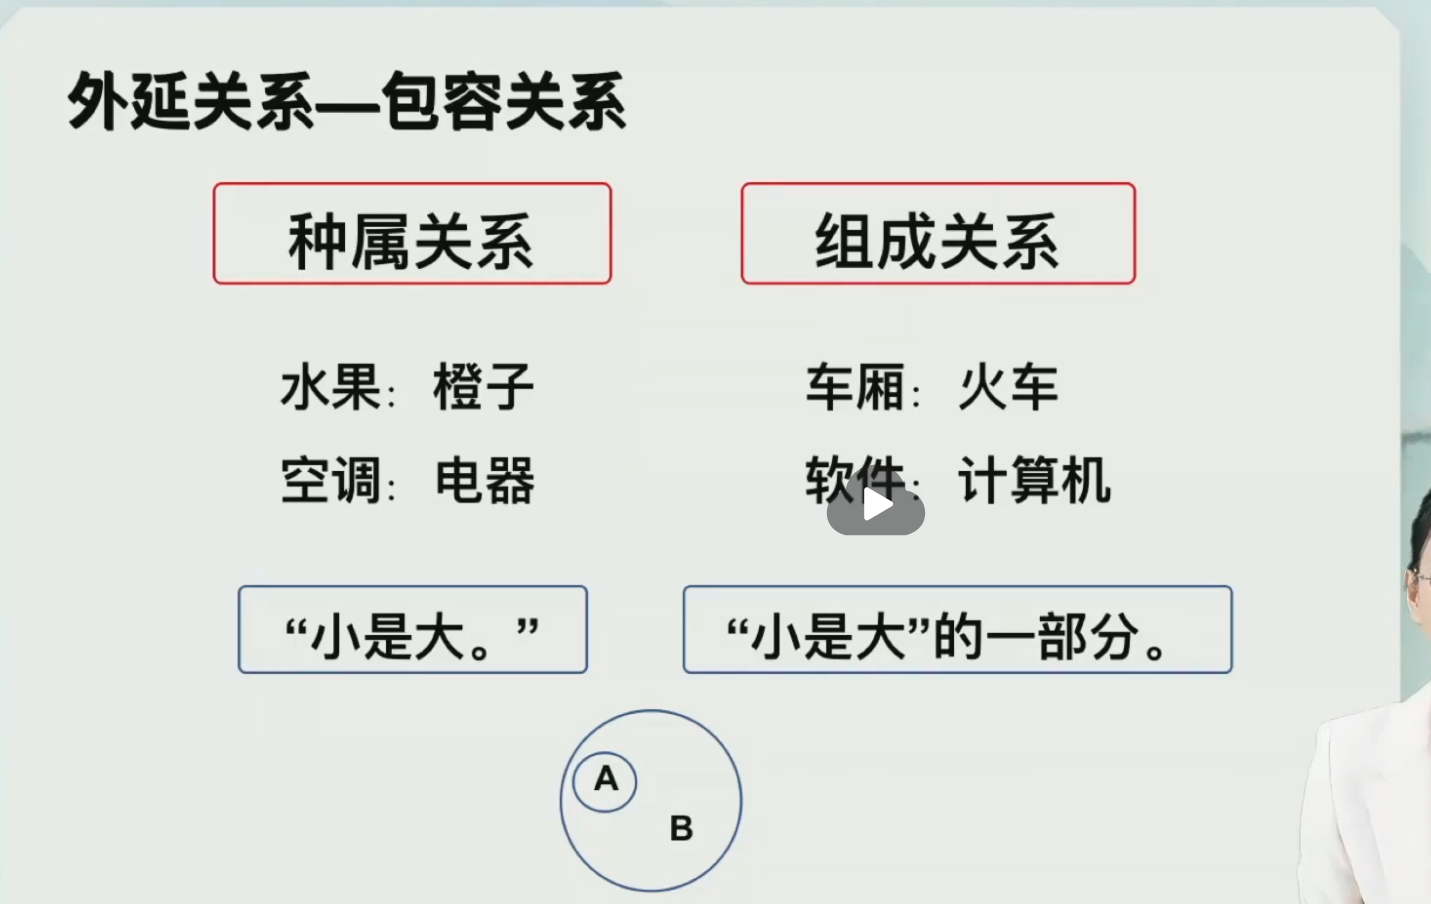 外延关系—包容关系
种属关系
组成关系
水果：橙子
车厢：火车
空调：电器
软件：计算机
“小是大。”
“小是大”的一部分。
A
B